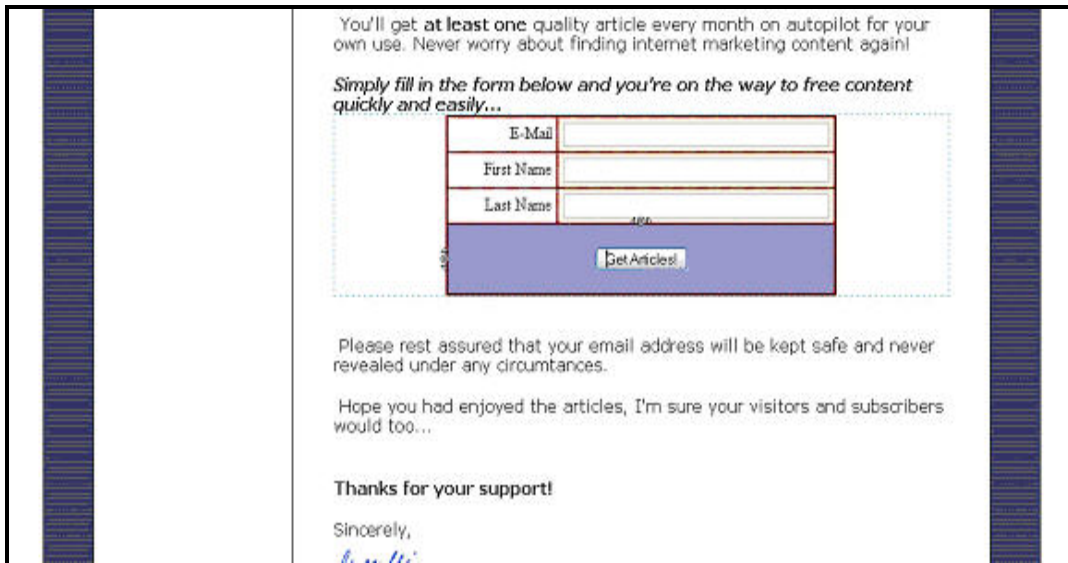 You'll get at least one quality article every month on autopilot for your
own use. Never worry about finding internet marketing content again!
Simply fill in the form below and you're on the way to free content
quickly and easily...
E-Mail
First Name
Last Name
Get Articles!
Please rest assured that your email address will be kept safe and never
revealed under any circumtances.
Hope you had enjoyed the articles, I'm sure your visitors and subscribers
would too...
Thanks for your support!
Sincerely,